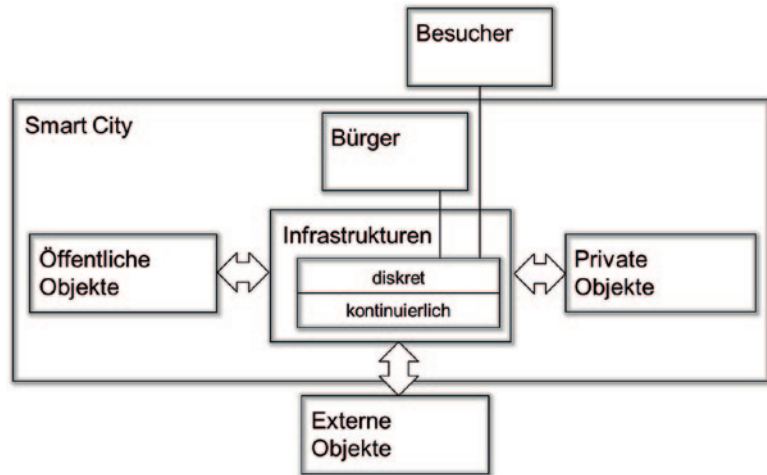 Besucher
Smart City
Bürger
Infrastrukturen
Öffentliche
Objekte
diskret
kontinuierlich
Private
Objekte
Externe
Objekte